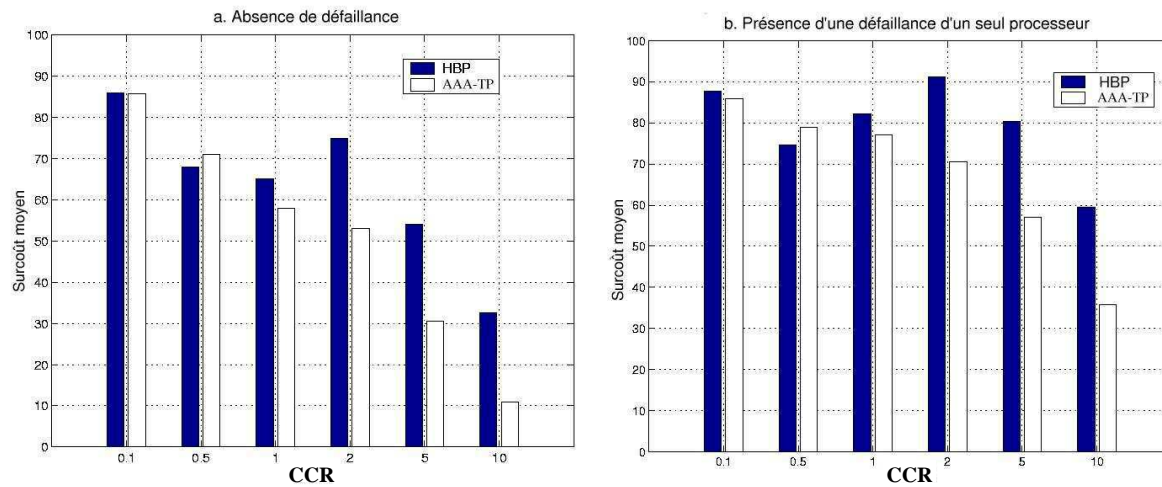 a. Absence de défaillance
HBP
AAA-TP
Surcoût moyen
100
90
80
70
60
50
40
30
20
10
0
0.1 0.5 1 2 5 10
CCR
b. Présence d'une défaillance d'un seul processeur
HBP
AAA-TP
Surcoût moyen
100
90
80
70
60
50
40
30
20
10
0
0.1 0.5 1 2 5 10
CCR